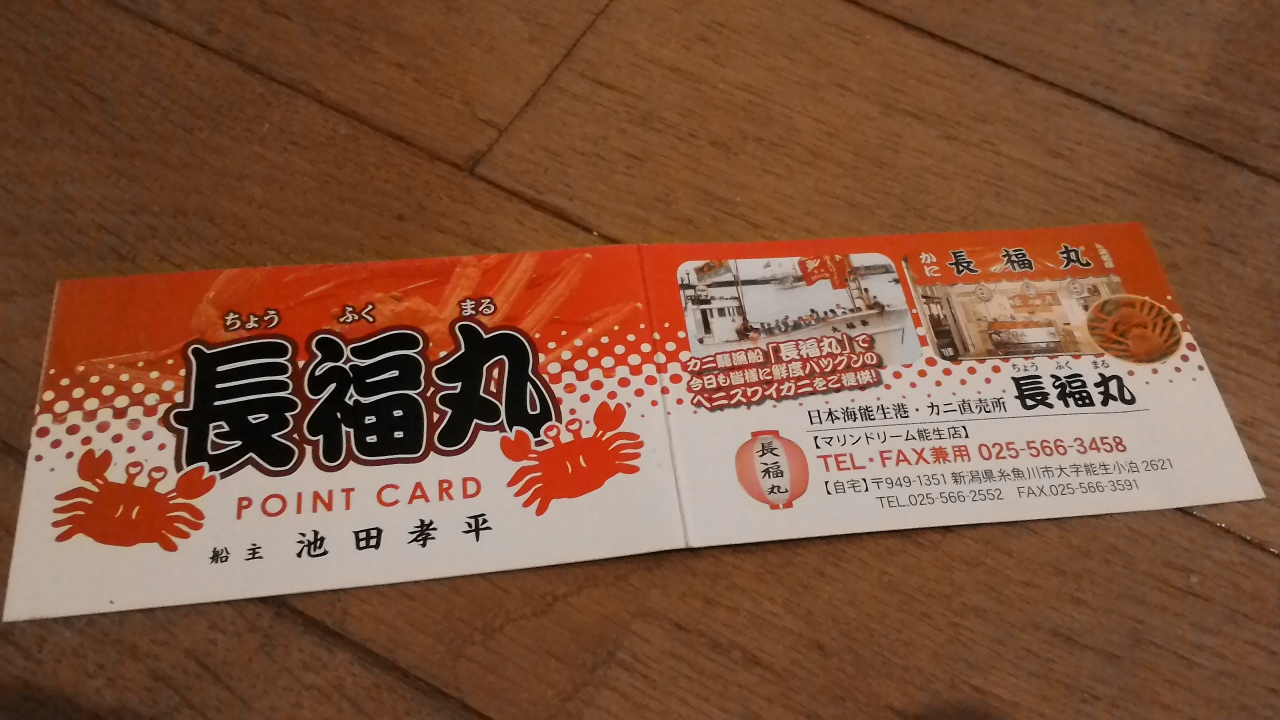 ちょう ふく まる
長福丸
POINT CARD
船主 池田孝平
かに 長福丸
カニ籠漁船「長福丸」で
今日も皆様に鮮度バツグンの
ベニズワイガニをご提供!
ちょう ふく まる
日本海能生港・カニ直売所 長福丸
長福丸
【マリンドリーム能生店】
TEL・FAX兼用 025-566-3458
【自宅】〒949-1351 新潟県糸魚川市大字能生小泊2621
TEL.025-566-2552 FAX.025-566-3591